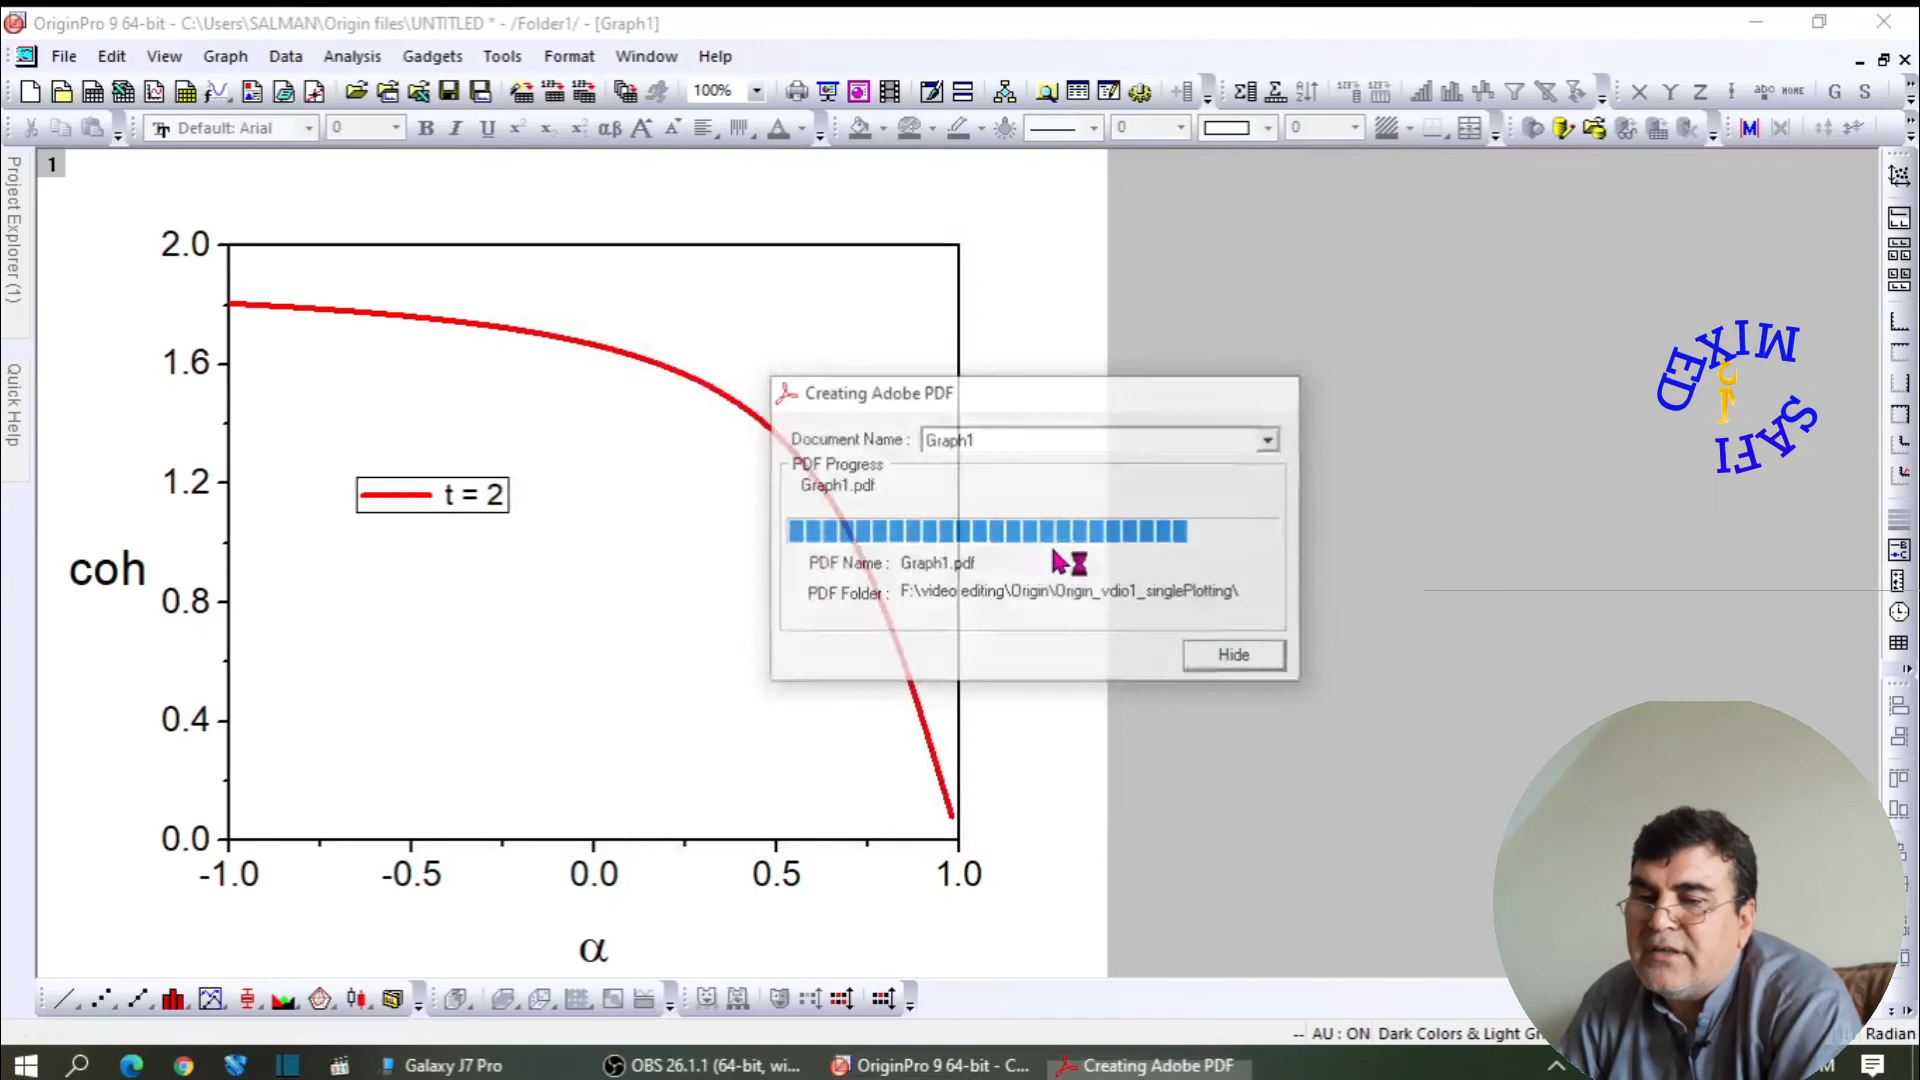 OriginPro 9 64-bit - C:\Users\SALMAN\Origin files\UNTITLED * - /Folder1/ - [Graph1]
File Edit View Graph Data Analysis Gadgets Tools Format Window Help
100%
X Y Z abc HOME G S
Default: Arial 0 B I U αβ A A A 0 0
Project Explorer (1)
Quick Help
1
2.0
1.6
1.2
0.8
0.4
0.0
coh
t = 2
-1.0 -0.5 0.0 0.5 1.0
α
Creating Adobe PDF
Document Name : Graph1
PDF Progress
Graph1.pdf
PDF Name : Graph1.pdf
PDF Folder : F:\video editing\Origin\Origin_vdio1_singlePlotting\
Hide
MIXED
SAFI
-- AU : ON Dark Colors & Light Gr Radian
Galaxy J7 Pro
OBS 26.1.1 (64-bit, wi...
OriginPro 9 64-bit - C...
Creating Adobe PDF